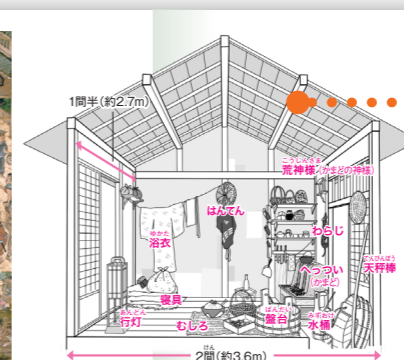 1間半（約2.7m）
こうじんさま
荒神様（かまどの神様）
はんてん
ゆかた
浴衣
わらじ
てんびんぼう
天秤棒
へっつい
（かまど）
寝具
あんどん
行灯
むしろ
ばんだい
盤台
みずおけ
水桶
けん
2間（約3.6m）